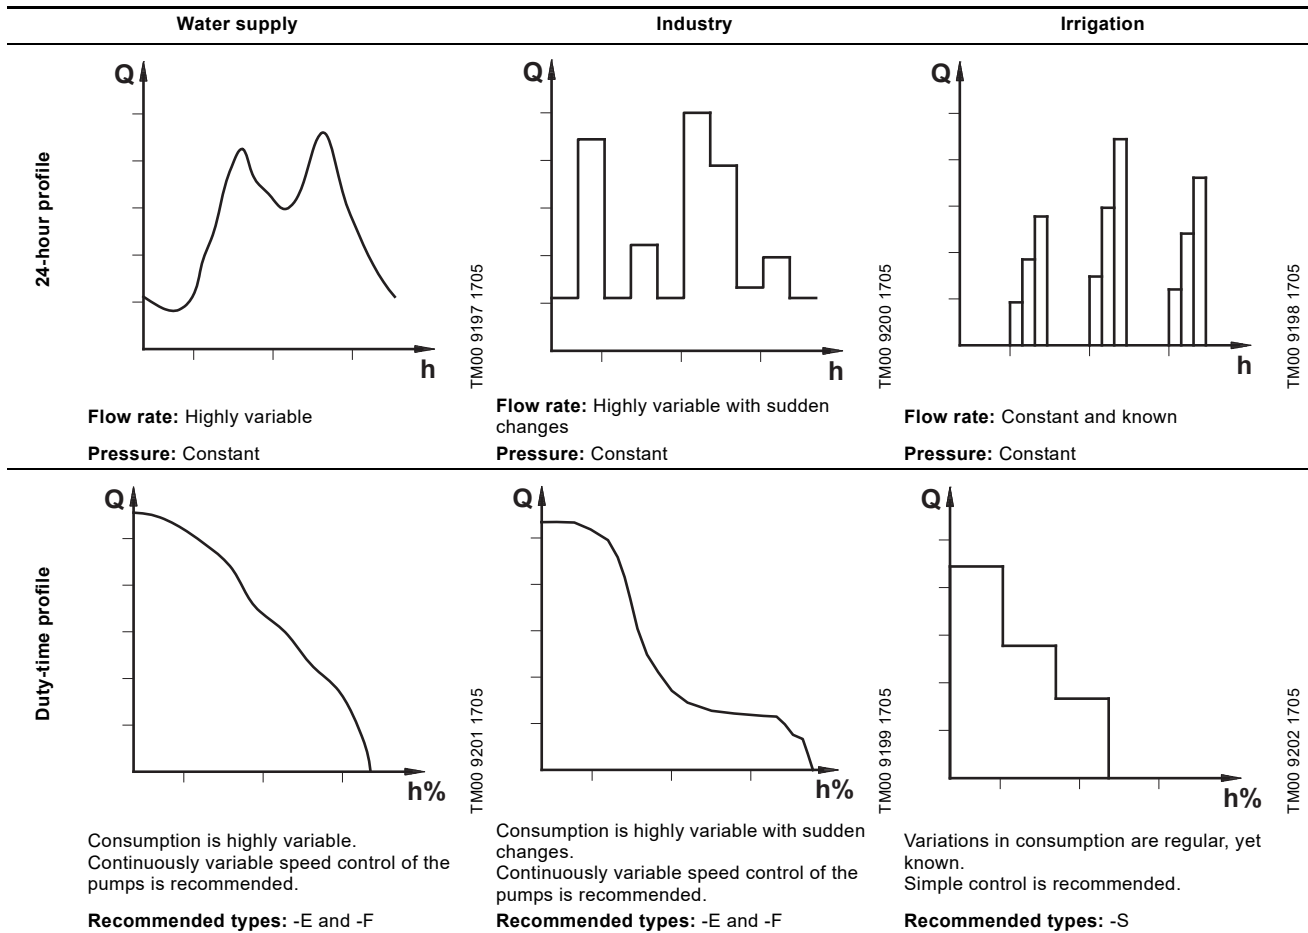 Water supply
Industry
Irrigation
24-hour profile
Q
h
TM00 9197 1705
Flow rate: Highly variable
Pressure: Constant
Q
h
TM00 9200 1705
Flow rate: Highly variable with sudden
changes
Pressure: Constant
Q
h
TM00 9198 1705
Flow rate: Constant and known
Pressure: Constant
Duty-time profile
Q
h%
TM00 9201 1705
Consumption is highly variable.
Continuously variable speed control of the
pumps is recommended.
Recommended types: -E and -F
Q
h%
TM00 9199 1705
Consumption is highly variable with sudden
changes.
Continuously variable speed control of the
pumps is recommended.
Recommended types: -E and -F
Q
h%
TM00 9202 1705
Variations in consumption are regular, yet
known.
Simple control is recommended.
Recommended types: -S